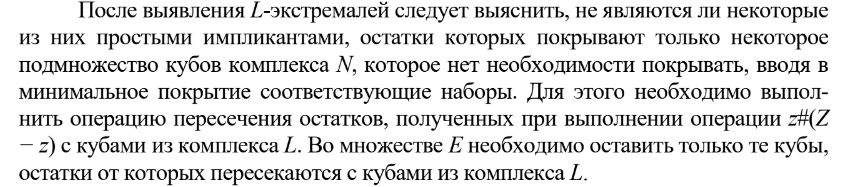 После выявления L-экстремалей следует выяснить, не являются ли некоторые
из них простыми импликантами, остатки которых покрывают только некоторое
подмножество кубов комплекса N, которое нет необходимости покрывать, вводя в
минимальное покрытие соответствующие наборы. Для этого необходимо выпол-
нить операцию пересечения остатков, полученных при выполнении операции z#(Z
− z) с кубами из комплекса L. Во множестве E необходимо оставить только те кубы,
остатки от которых пересекаются с кубами из комплекса L.